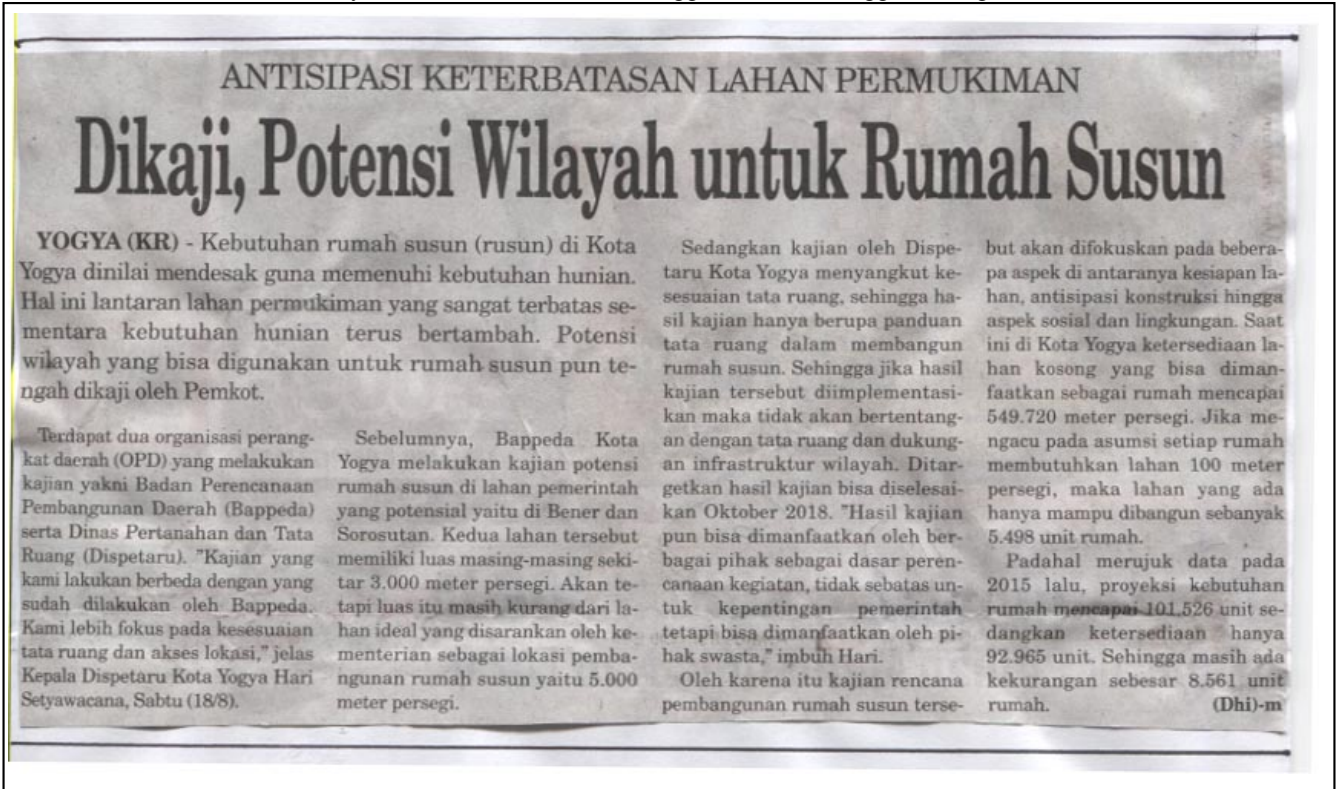 ANTISIPASI KETERBATASAN LAHAN PERMUKIMAN
Dikaji, Potensi Wilayah untuk Rumah Susun
YOGYA (KR) - Kebutuhan rumah susun (rusun) di Kota
Yogya dinilai mendesak guna memenuhi kebutuhan hunian.
Hal ini lantaran lahan permukiman yang sangat terbatas se-
mentara kebutuhan hunian terus bertambah. Potensi
wilayah yang bisa digunakan untuk rumah susun pun te-
ngah dikaji oleh Pemkot.
Terdapat dua organisasi perang-
kat daerah (OPD) yang melakukan
kajian yakni Badan Perencanaan
Pembangunan Daerah (Bappeda)
serta Dinas Pertanahan dan Tata
Ruang (Dispetaru). "Kajian yang
kami lakukan berbeda dengan yang
sudah dilakukan oleh Bappeda.
Kami lebih fokus pada kesesuaian
tata ruang dan akses lokasi," jelas
Kepala Dispetaru Kota Yogya Hari
Setyawacana, Sabtu (18/8).
Sebelumnya, Bappeda Kota
Yogya melakukan kajian potensi
rumah susun di lahan pemerintah
yang potensial yaitu di Bener dan
Sorosutan. Kedua lahan tersebut
memiliki luas masing-masing seki-
tar 3.000 meter persegi. Akan te-
tapi luas itu masih kurang dari la-
han ideal yang disarankan oleh ke-
menterian sebagai lokasi pemba-
ngunan rumah susun yaitu 5.000
meter persegi.
Sedangkan kajian oleh Dispe-
taru Kota Yogya menyangkut ke-
sesuaian tata ruang, sehingga ha-
sil kajian hanya berupa panduan
tata ruang dalam membangun
rumah susun. Sehingga jika hasil
kajian tersebut diimplementasi-
kan maka tidak akan bertentang-
an dengan tata ruang dan dukung-
an infrastruktur wilayah. Ditar-
getkan hasil kajian bisa diselesai-
kan Oktober 2018. "Hasil kajian
pun bisa dimanfaatkan oleh ber-
bagai pihak sebagai dasar peren-
canaan kegiatan, tidak sebatas un-
tuk kepentingan pemerintah
tetapi bisa dimanfaatkan oleh pi-
hak swasta," imbuh Hari.
Oleh karena itu kajian rencana
pembangunan rumah susun terse-
but akan difokuskan pada bebera-
pa aspek di antaranya kesiapan la-
han, antisipasi konstruksi hingga
aspek sosial dan lingkungan. Saat
ini di Kota Yogya ketersediaan la-
han kosong yang bisa diman-
faatkan sebagai rumah mencapai
549.720 meter persegi. Jika me-
ngacu pada asumsi setiap rumah
membutuhkan lahan 100 meter
persegi, maka lahan yang ada
hanya mampu dibangun sebanyak
5.498 unit rumah.
Padahal merujuk data pada
2015 lalu, proyeksi kebutuhan
rumah mencapai 101.526 unit se-
dangkan ketersediaan hanya
92.965 unit. Sehingga masih ada
kekurangan sebesar 8.561 unit
rumah. (Dhi)-m